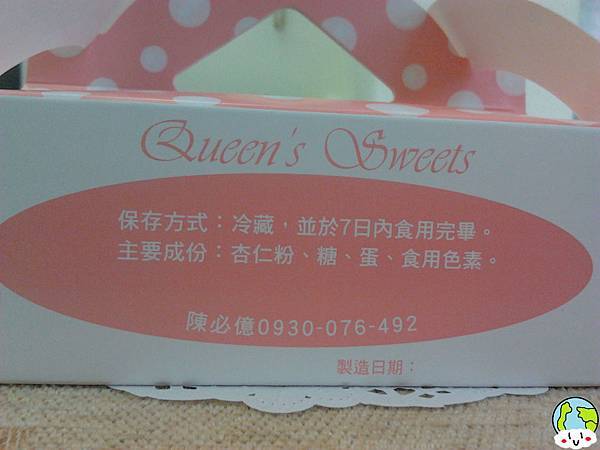 Queen's Sweets
保存方式：冷藏，並於7日內食用完畢。
主要成份：杏仁粉、糖、蛋、食用色素。
陳必億0930-076-492
製造日期：